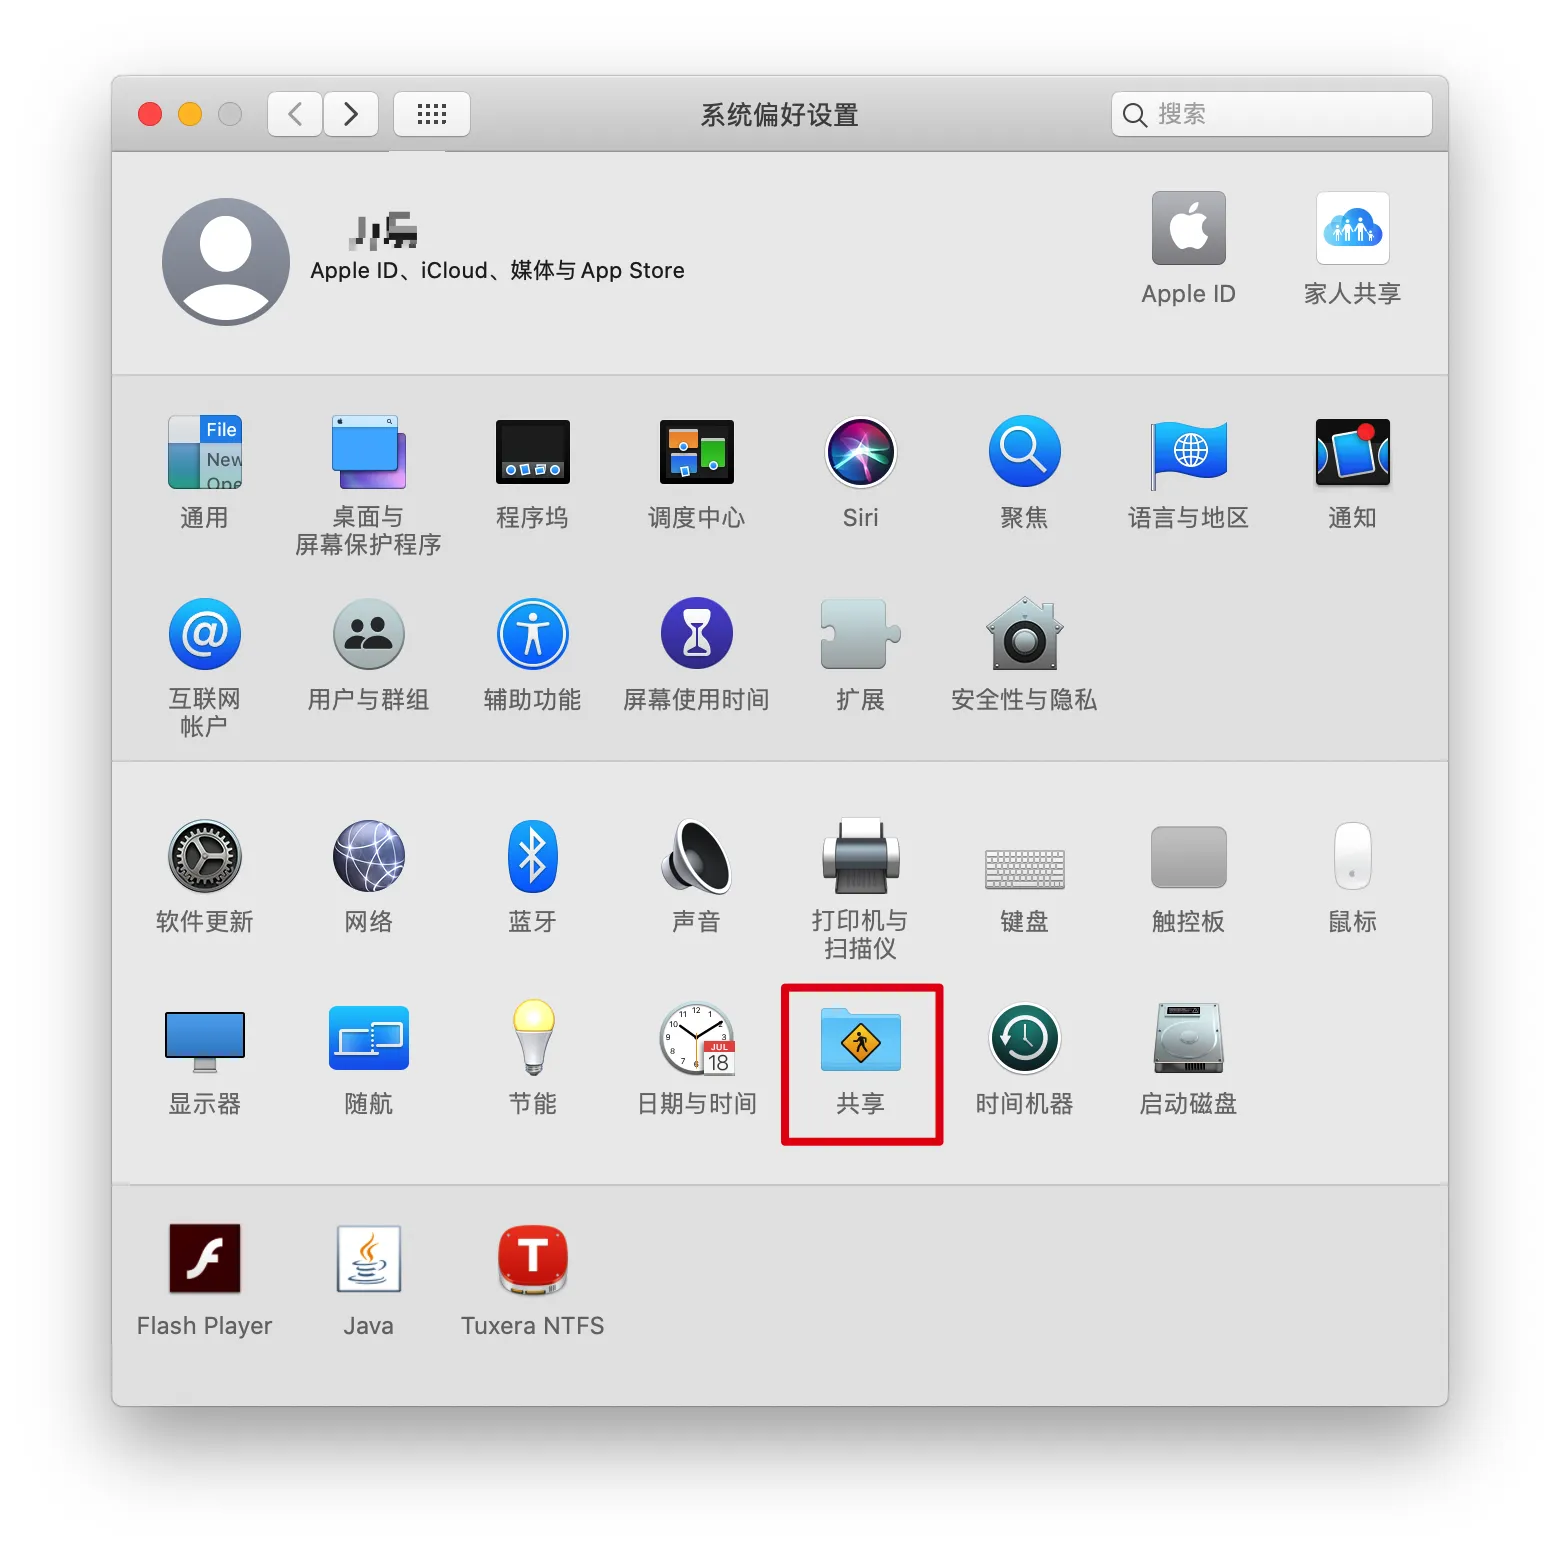 系统偏好设置
搜索
Apple ID、iCloud、媒体与 App Store
Apple ID
家人共享
File
New
Ope
通用
桌面与
屏幕保护程序
程序坞
调度中心
Siri
聚焦
语言与地区
通知
互联网
帐户
用户与群组
辅助功能
屏幕使用时间
扩展
安全性与隐私
软件更新
网络
蓝牙
声音
打印机与
扫描仪
键盘
触控板
鼠标
显示器
随航
节能
JUL
18
日期与时间
共享
时间机器
启动磁盘
Flash Player
Java
T
Tuxera NTFS